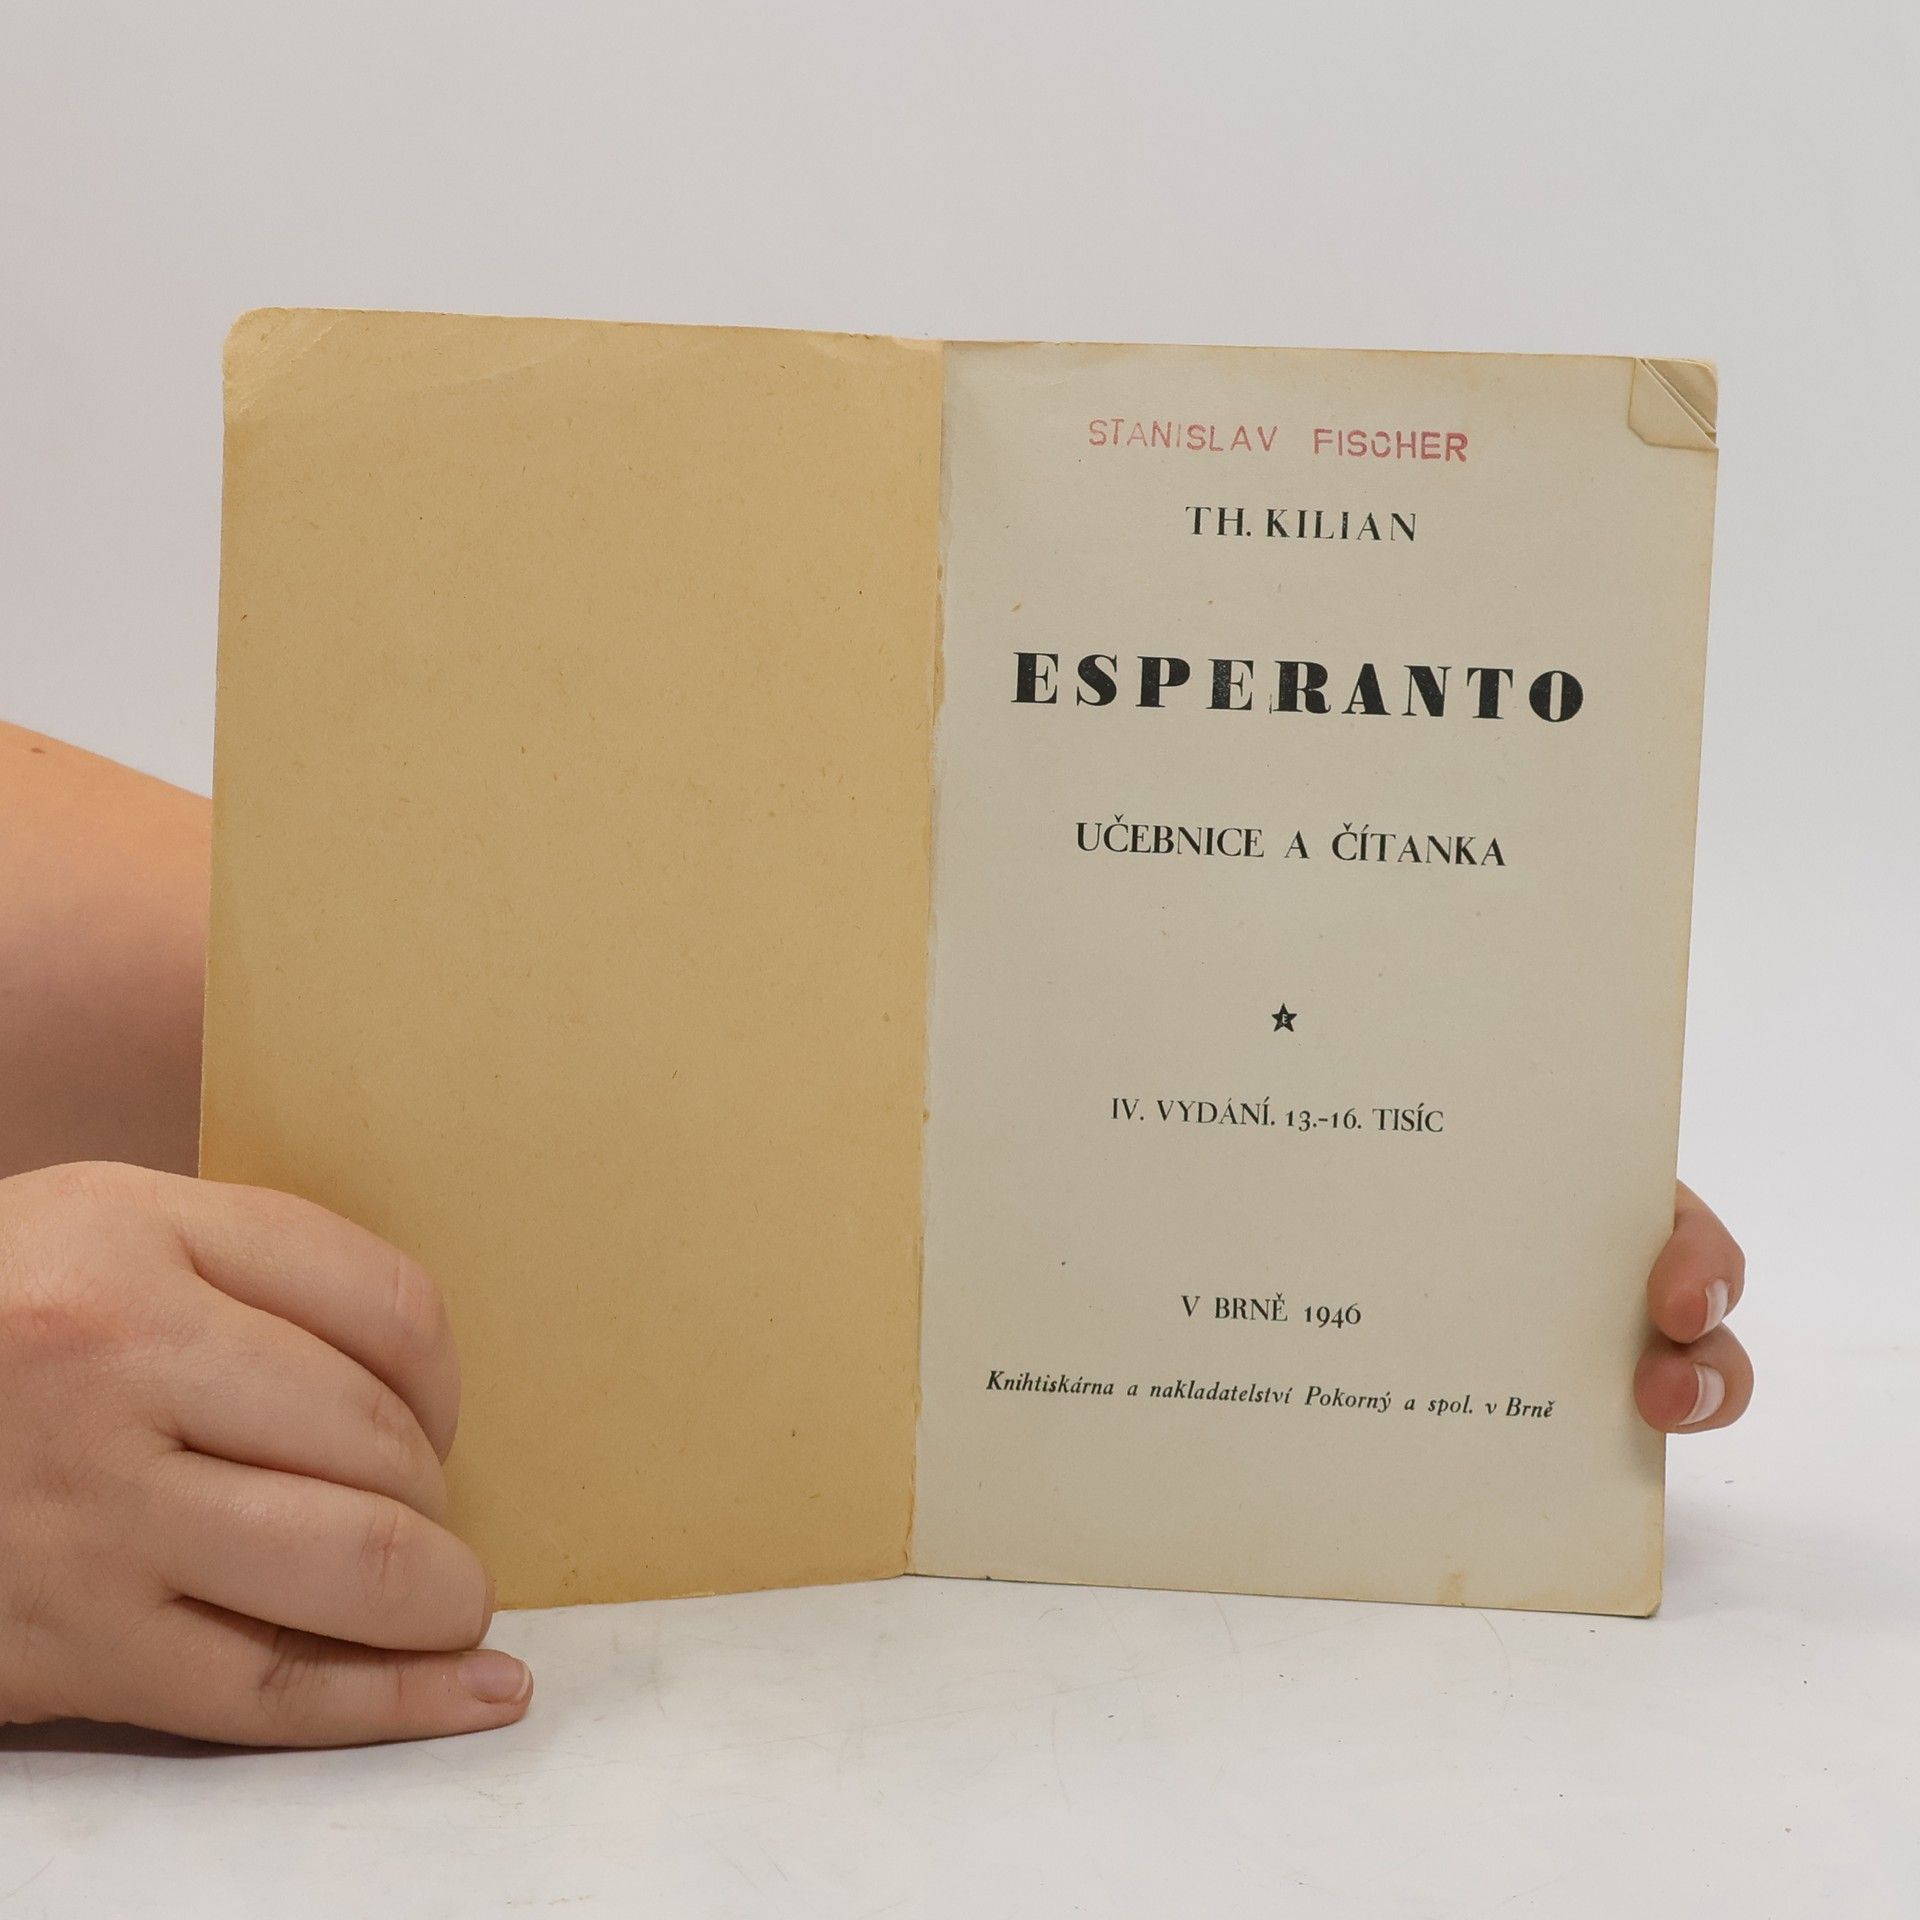 STANISLAV FISCHER
TH. KILIAN
ESPERANTO
UČEBNICE A ČÍTANKA
E
IV. VYDÁNÍ. 13.-16. TISÍC
V BRNĚ 1946
Knihtiskárna a nakladatelství Pokorný a spol. v Brně